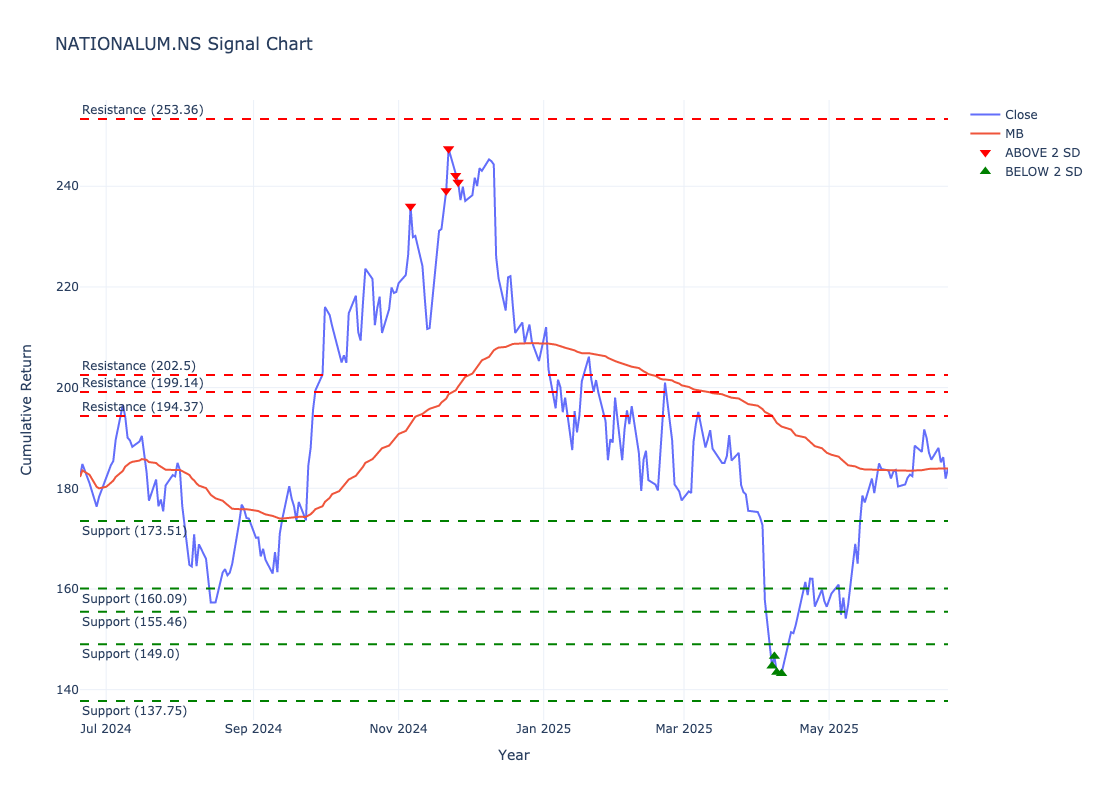 NATIONALUM.NS Signal Chart
Resistance (253.36)
Resistance (202.5)
Resistance (199.14)
Resistance (194.37)
Support (173.51)
Support (160.09)
Support (155.46)
Support (149.0)
Support (137.75)
240
220
200
180
160
140
Jul 2024
Sep 2024
Nov 2024
Jan 2025
Mar 2025
May 2025
Year
Cumulative Return
Close
MB
ABOVE 2 SD
BELOW 2 SD